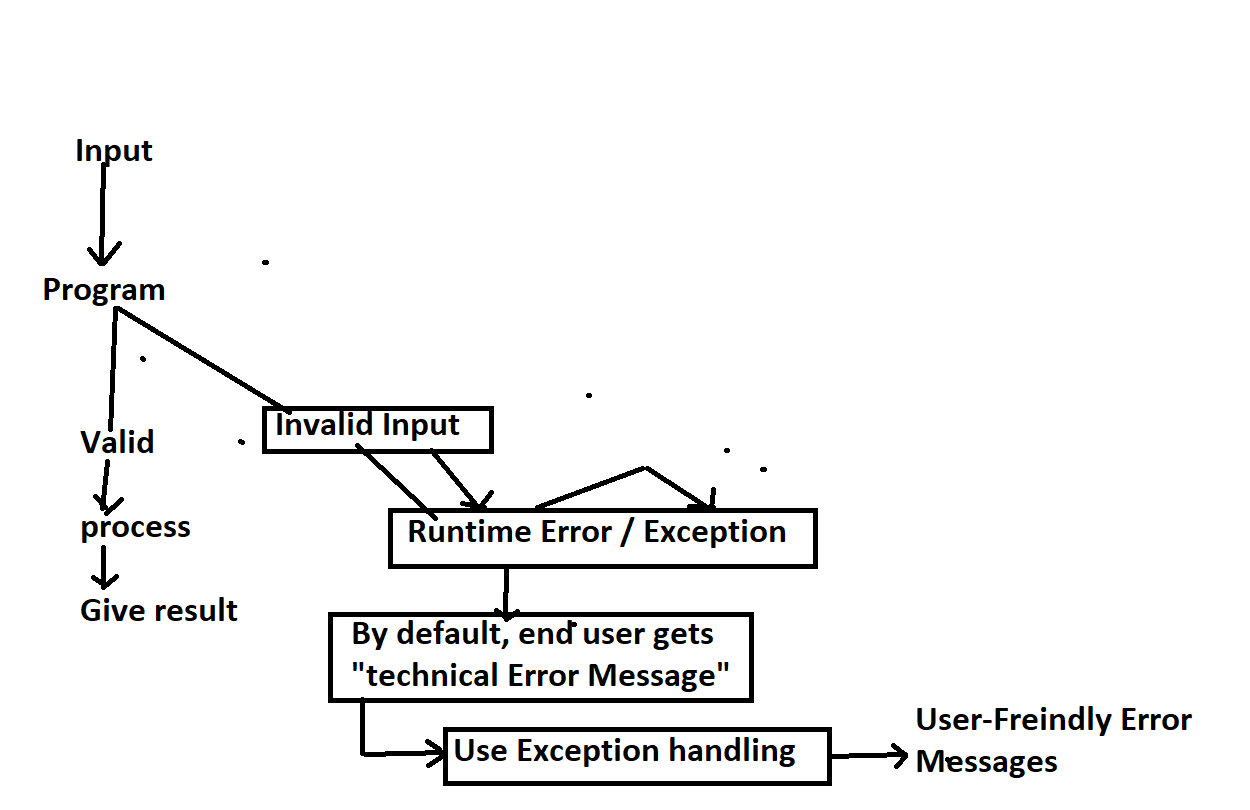 Input
Program
Invalid Input
Valid
process
Runtime Error / Exception
Give result
By default, end user gets
"technical Error Message"
Use Exception handling
User-Freindly Error
Messages